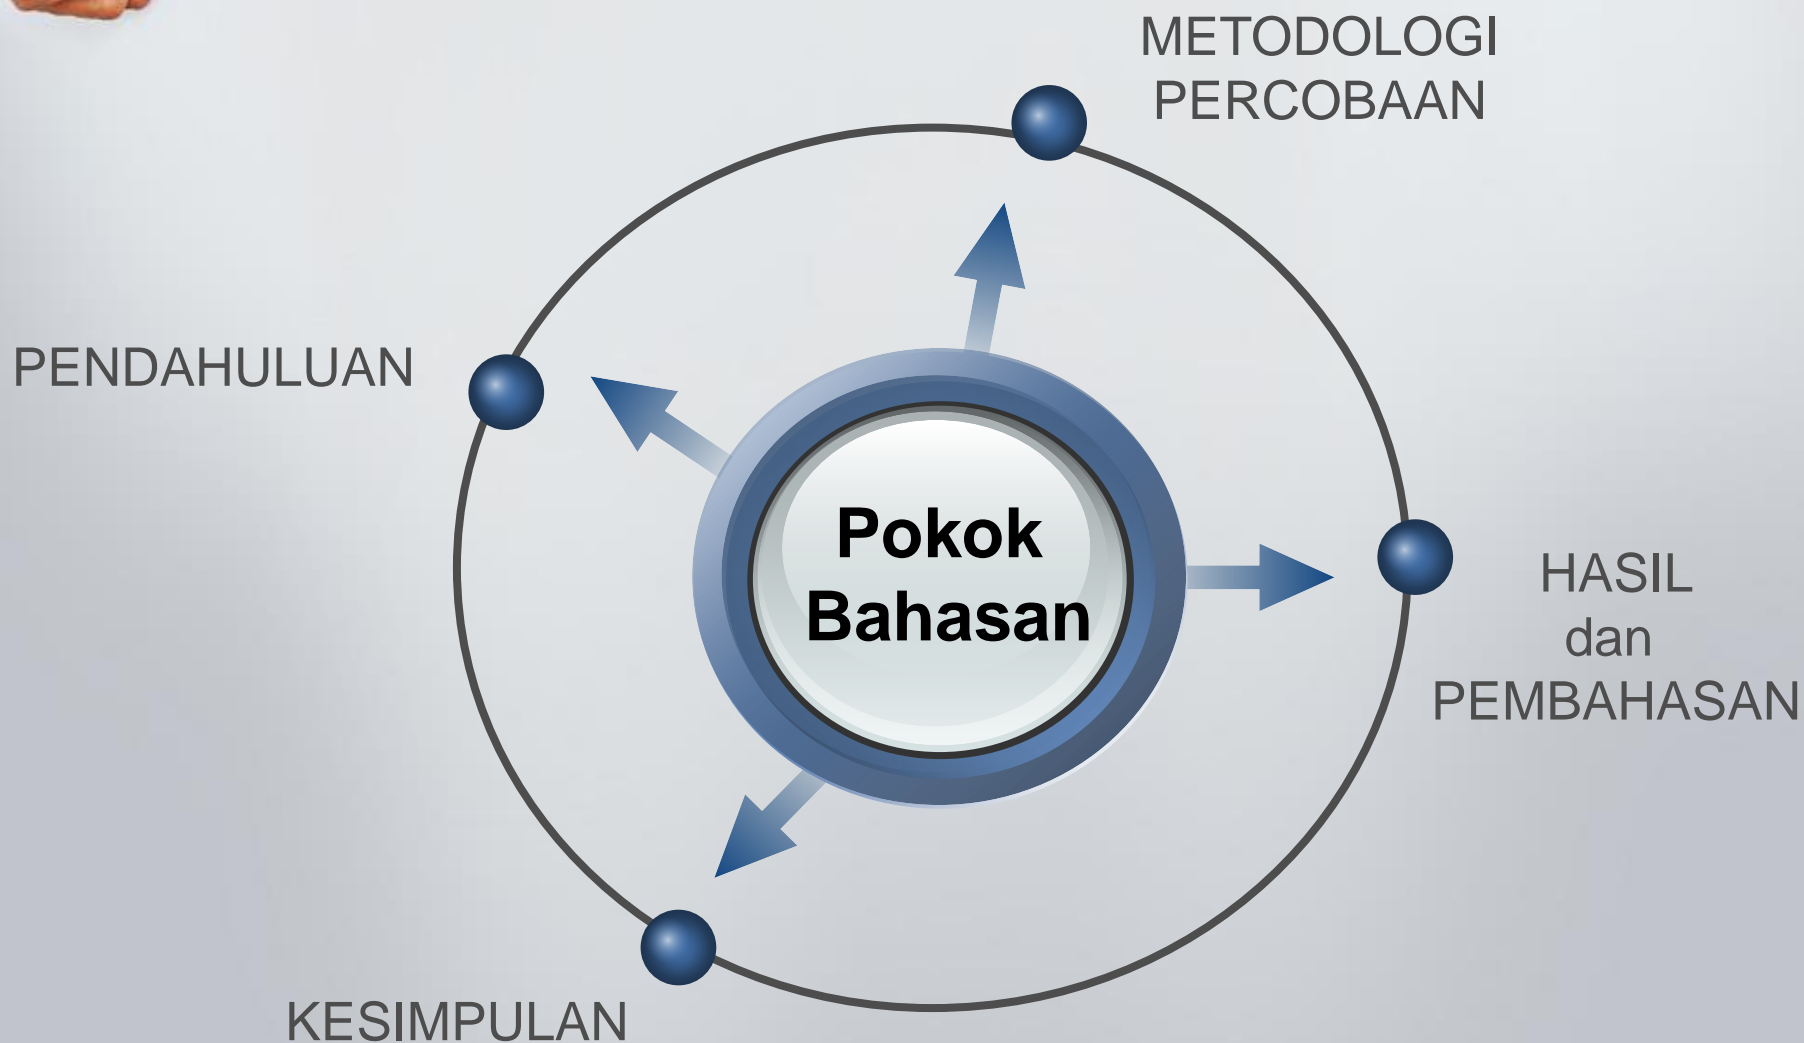 METODOLOGI
PERCOBAAN
PENDAHULUAN
Pokok
Bahasan
HASIL
dan
PEMBAHASAN
KESIMPULAN